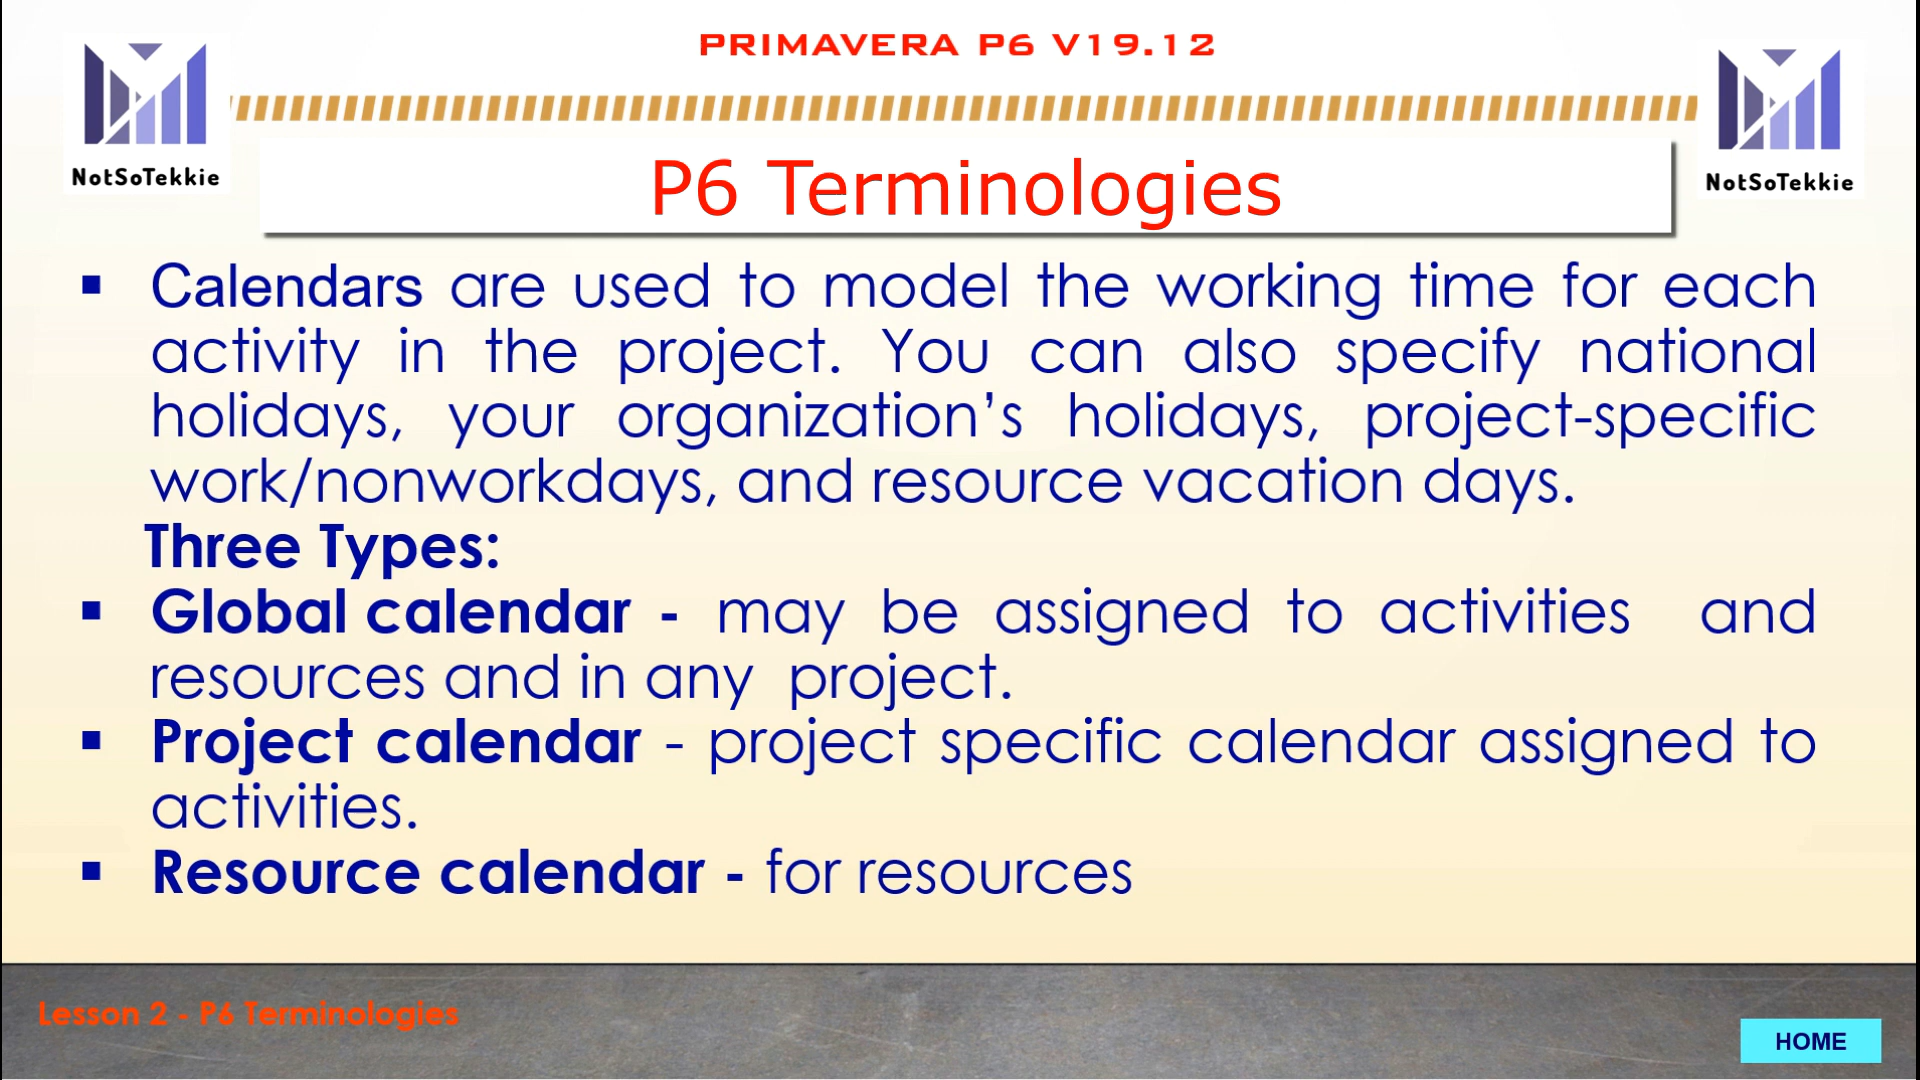 PRIMAVERA P6 V19.12
NotSoTekkie
NotSoTekkie
P6 Terminologies
▪ Calendars are used to model the working time for each
activity in the project. You can also specify national
holidays, your organization’s holidays, project-specific
work/nonworkdays, and resource vacation days.
Three Types:
▪ Global calendar - may be assigned to activities and
resources and in any project.
▪ Project calendar - project specific calendar assigned to
activities.
▪ Resource calendar - for resources
Lesson 2 - P6 Terminologies
HOME